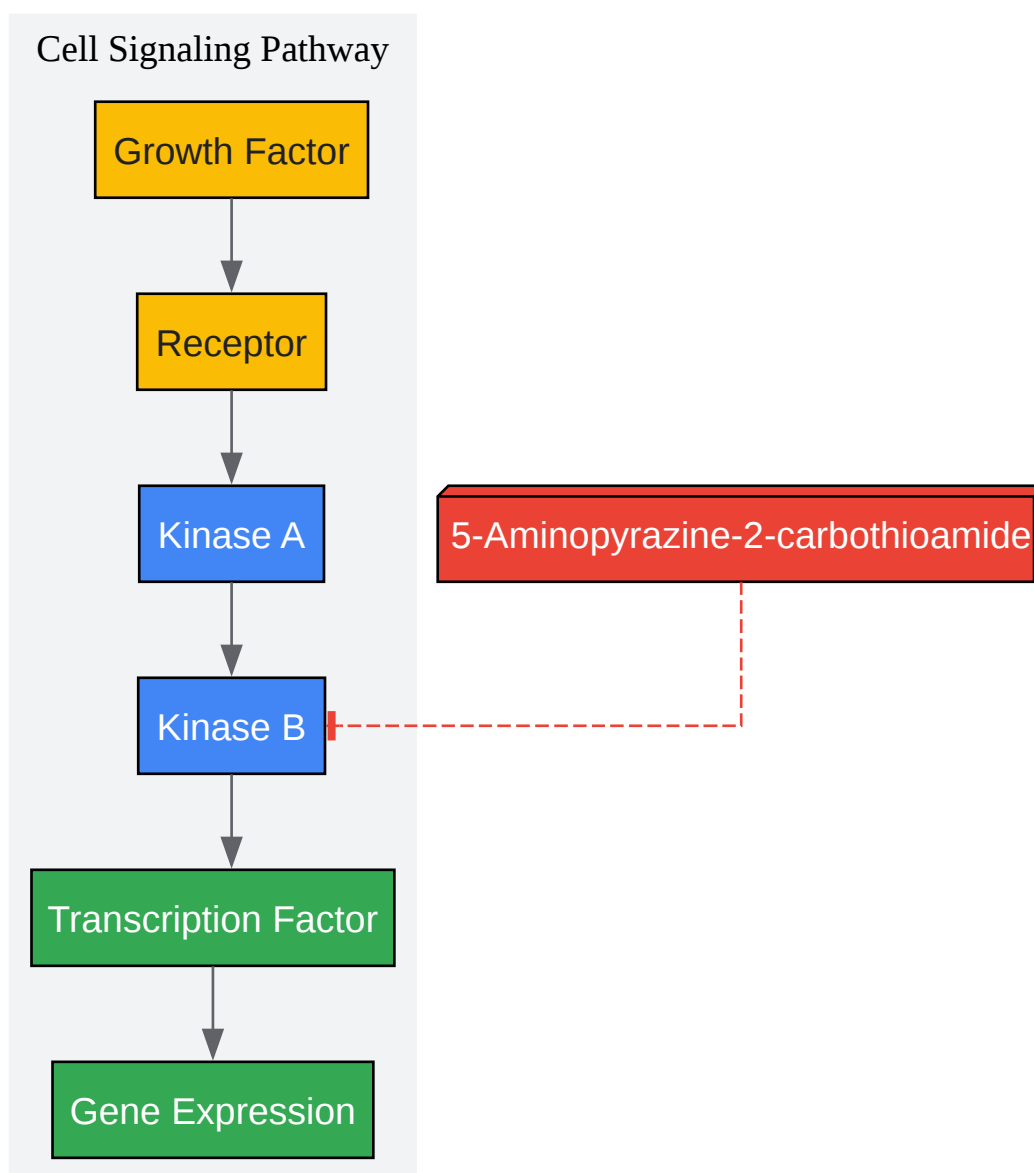 Cell Signaling Pathway
Growth Factor
Receptor
Kinase A
5-Aminopyrazine-2-carbothioamide
Kinase B
Transcription Factor
Gene Expression